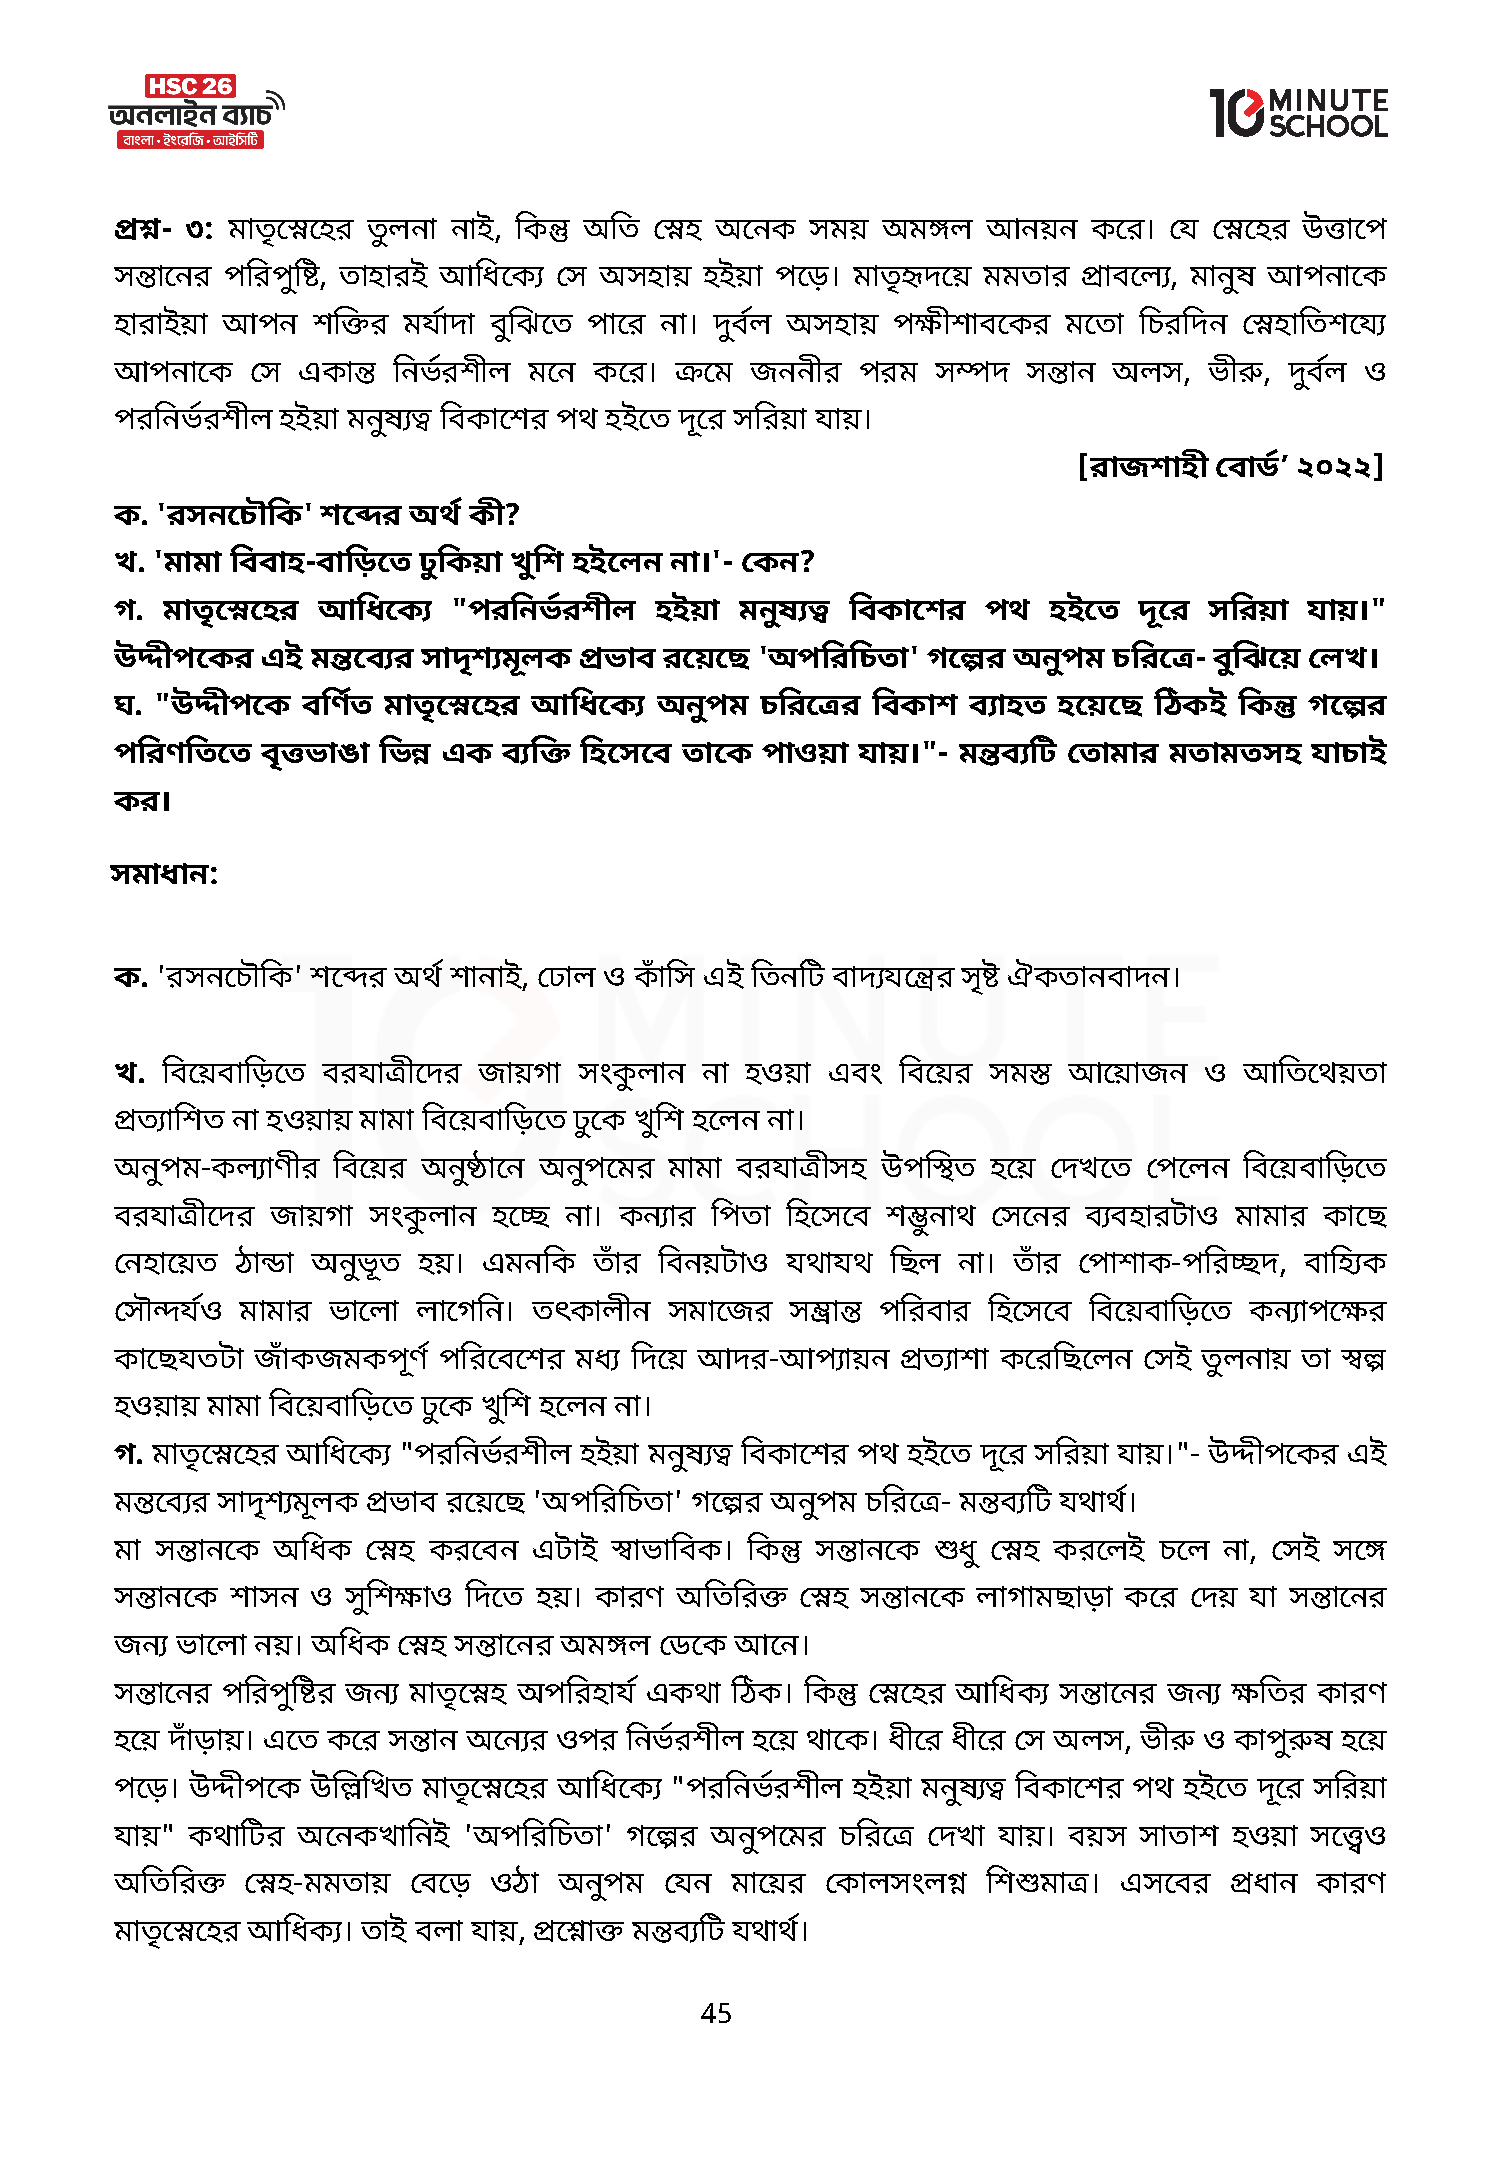 HSC 26
অনলাইন ব্যাচ
বাংলা • ইংরেজি • আইসিটি
10 MINUTE SCHOOL
প্রশ্ন- ৩: মাতৃস্নেহের তুলনা নাই, কিন্তু অতি স্নেহ অনেক সময় অমঙ্গল আনয়ন করে। যে স্নেহের উত্তাপে
সন্তানের পরিপুষ্টি, তাহারই আধিক্যে সে অসহায় হইয়া পড়ে। মাতৃহৃদয়ে মমতার প্রাবল্যে, মানুষ আপনাকে
হারাইয়া আপন শক্তির মর্যাদা বুঝিতে পারে না। দুর্বল অসহায় পক্ষীশাবকের মতো চিরদিন স্নেহাতিশয্যে
আপনাকে সে একান্ত নির্ভরশীল মনে করে। ক্রমে জননীর পরম সম্পদ সন্তান অলস, ভীরু, দুর্বল ও
পরনির্ভরশীল হইয়া মনুষ্যত্ব বিকাশের পথ হইতে দূরে সরিয়া যায়।
[রাজশাহী বোর্ড’ ২০২২]
ক. 'রসনচৌকি' শব্দের অর্থ কী?
খ. 'মামা বিবাহ-বাড়িতে ঢুকিয়া খুশি হইলেন না।'- কেন?
গ. মাতৃস্নেহের আধিক্যে "পরনির্ভরশীল হইয়া মনুষ্যত্ব বিকাশের পথ হইতে দূরে সরিয়া যায়।"
উদ্দীপকের এই মন্তব্যের সাদৃশ্যমূলক প্রভাব রয়েছে 'অপরিচিতা' গল্পের অনুপম চরিত্রে- বুঝিয়ে লেখ।
ঘ. "উদ্দীপকে বর্ণিত মাতৃস্নেহের আধিক্যে অনুপম চরিত্রের বিকাশ ব্যাহত হয়েছে ঠিকই কিন্তু গল্পের
পরিণতিতে বৃত্তভাঙা ভিন্ন এক ব্যক্তি হিসেবে তাকে পাওয়া যায়।"- মন্তব্যটি তোমার মতামতসহ যাচাই
কর।
সমাধান:
ক. 'রসনচৌকি' শব্দের অর্থ শানাই, ঢোল ও কাঁসি এই তিনটি বাদ্যযন্ত্রের সৃষ্ট ঐকতানবাদন।
খ. বিয়েবাড়িতে বরযাত্রীদের জায়গা সংকুলান না হওয়া এবং বিয়ের সমস্ত আয়োজন ও আতিথেয়তা
প্রত্যাশিত না হওয়ায় মামা বিয়েবাড়িতে ঢুকে খুশি হলেন না।
অনুপম-কল্যাণীর বিয়ের অনুষ্ঠানে অনুপমের মামা বরযাত্রীসহ উপস্থিত হয়ে দেখতে পেলেন বিয়েবাড়িতে
বরযাত্রীদের জায়গা সংকুলান হচ্ছে না। কন্যার পিতা হিসেবে শম্ভুনাথ সেনের ব্যবহারটাও মামার কাছে
নেহায়েত ঠান্ডা অনুভূত হয়। এমনকি তাঁর বিনয়টাও যথাযথ ছিল না। তাঁর পোশাক-পরিচ্ছদ, বাহ্যিক
সৌন্দর্যও মামার ভালো লাগেনি। তৎকালীন সমাজের সম্ভ্রান্ত পরিবার হিসেবে বিয়েবাড়িতে কন্যাপক্ষের
কাছেযতটা জাঁকজমকপূর্ণ পরিবেশের মধ্য দিয়ে আদর-আপ্যায়ন প্রত্যাশা করেছিলেন সেই তুলনায় তা স্বল্প
হওয়ায় মামা বিয়েবাড়িতে ঢুকে খুশি হলেন না।
গ. মাতৃস্নেহের আধিক্যে "পরনির্ভরশীল হইয়া মনুষ্যত্ব বিকাশের পথ হইতে দূরে সরিয়া যায়।"- উদ্দীপকের এই
মন্তব্যের সাদৃশ্যমূলক প্রভাব রয়েছে 'অপরিচিতা' গল্পের অনুপম চরিত্রে- মন্তব্যটি যথার্থ।
মা সন্তানকে অধিক স্নেহ করবেন এটাই স্বাভাবিক। কিন্তু সন্তানকে শুধু স্নেহ করলেই চলে না, সেই সঙ্গে
সন্তানকে শাসন ও সুশিক্ষাও দিতে হয়। কারণ অতিরিক্ত স্নেহ সন্তানকে লাগামছাড়া করে দেয় যা সন্তানের
জন্য ভালো নয়। অধিক স্নেহ সন্তানের অমঙ্গল ডেকে আনে।
সন্তানের পরিপুষ্টির জন্য মাতৃস্নেহ অপরিহার্য একথা ঠিক। কিন্তু স্নেহের আধিক্য সন্তানের জন্য ক্ষতির কারণ
হয়ে দাঁড়ায়। এতে করে সন্তান অন্যের ওপর নির্ভরশীল হয়ে থাকে। ধীরে ধীরে সে অলস, ভীরু ও কাপুরুষ হয়ে
পড়ে। উদ্দীপকে উল্লিখিত মাতৃস্নেহের আধিক্যে "পরনির্ভরশীল হইয়া মনুষ্যত্ব বিকাশের পথ হইতে দূরে সরিয়া
যায়" কথাটির অনেকখানিই 'অপরিচিতা' গল্পের অনুপমের চরিত্রে দেখা যায়। বয়স সাতাশ হওয়া সত্ত্বেও
অতিরিক্ত স্নেহ-মমতায় বেড়ে ওঠা অনুপম যেন মায়ের কোলসংলগ্ন শিশুমাত্র। এসবের প্রধান কারণ
মাতৃস্নেহের আধিক্য। তাই বলা যায়, প্রশ্নোক্ত মন্তব্যটি যথার্থ।
45